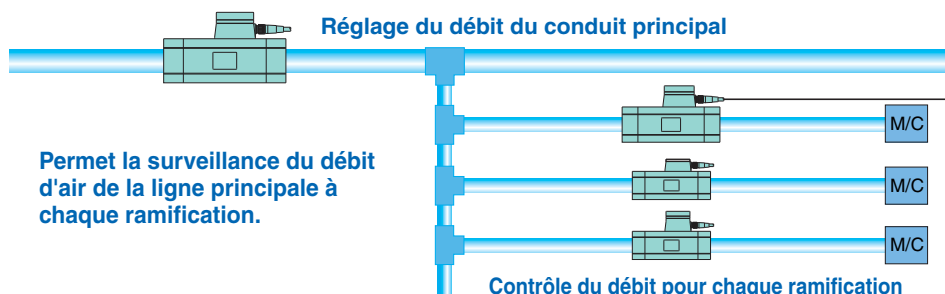 Réglage du débit du conduit principal
M/C
Permet la surveillance du débit
d'air de la ligne principale à
chaque ramification.
M/C
M/C
Contrôle du débit pour chaque ramification